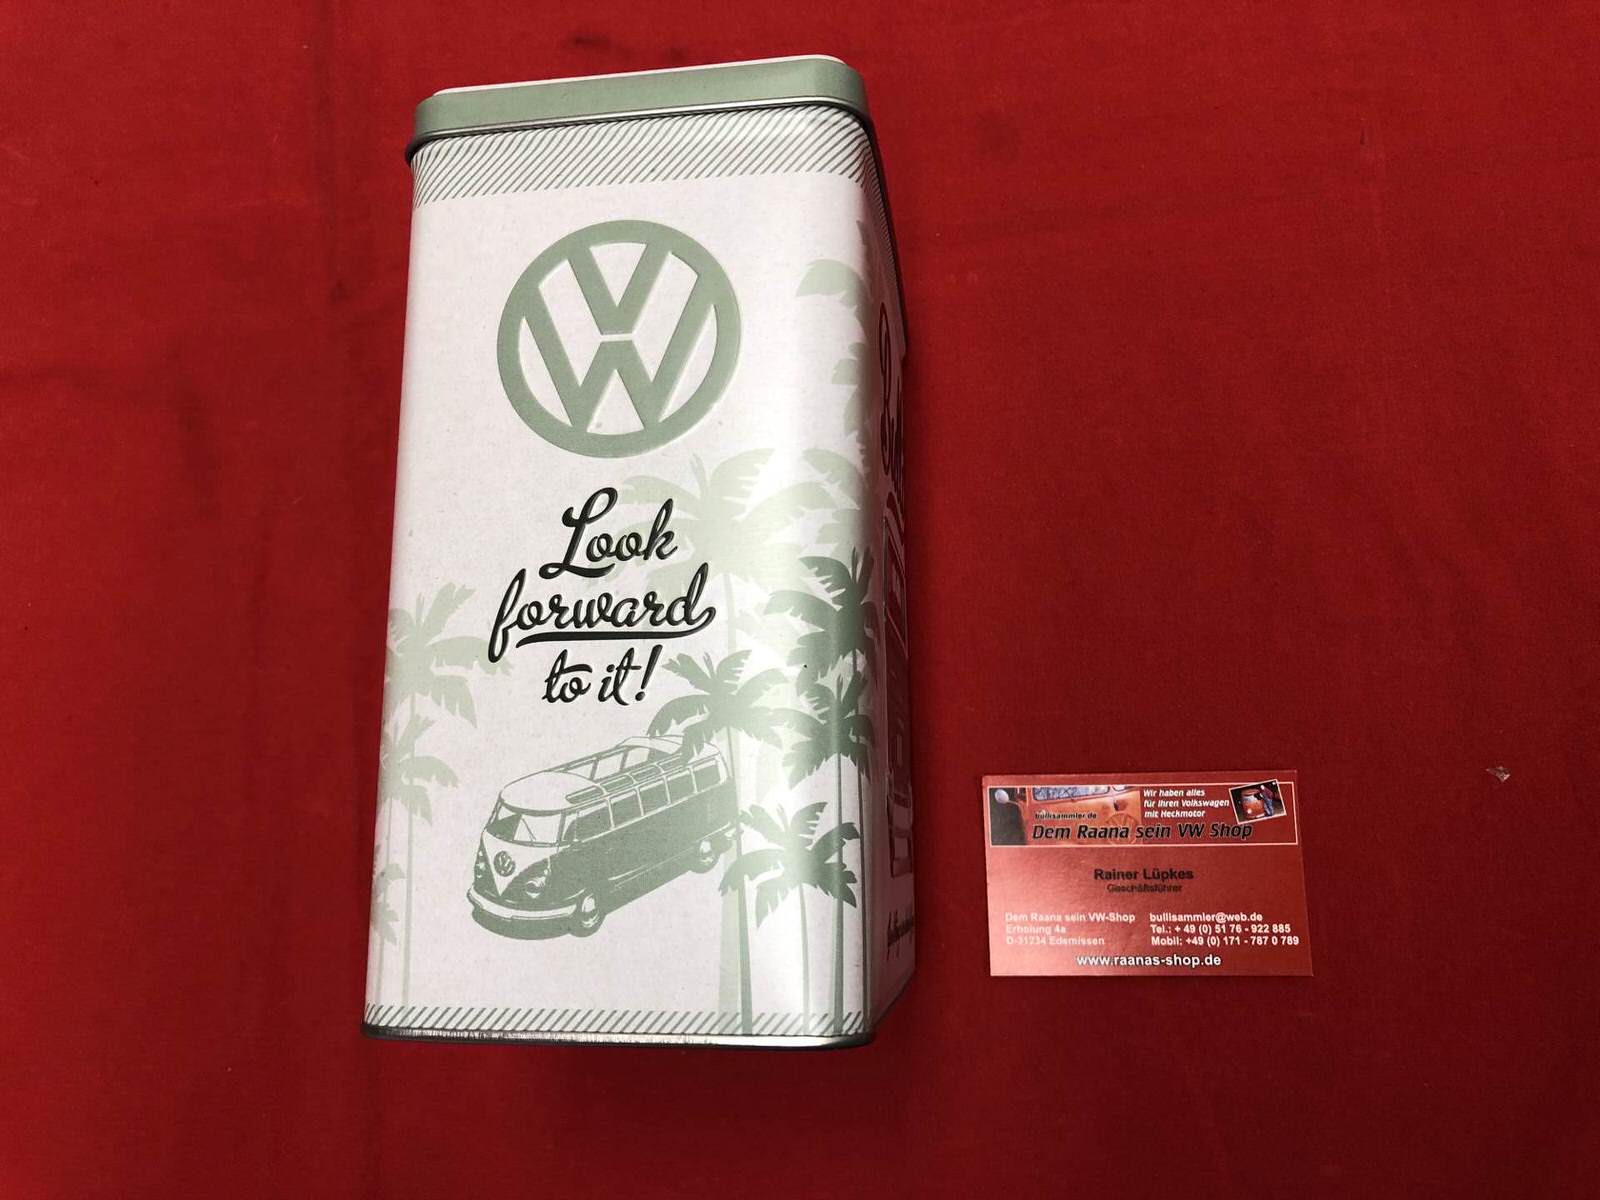 VW
Look
forward
to it!
Wir haben alles
für Ihren Volkswagen
mit Heckmotor
bullisammler.de
Dem Raana sein VW Shop
Rainer Lüpkes
Geschäftsführer
Dem Raana sein VW-Shop bullisammler@web.de
Erholung 4a Tel.: + 49 (0) 51 76 - 922 885
D-31234 Edemissen Mobil: +49 (0) 171 - 787 0 789
www.raanas-shop.de